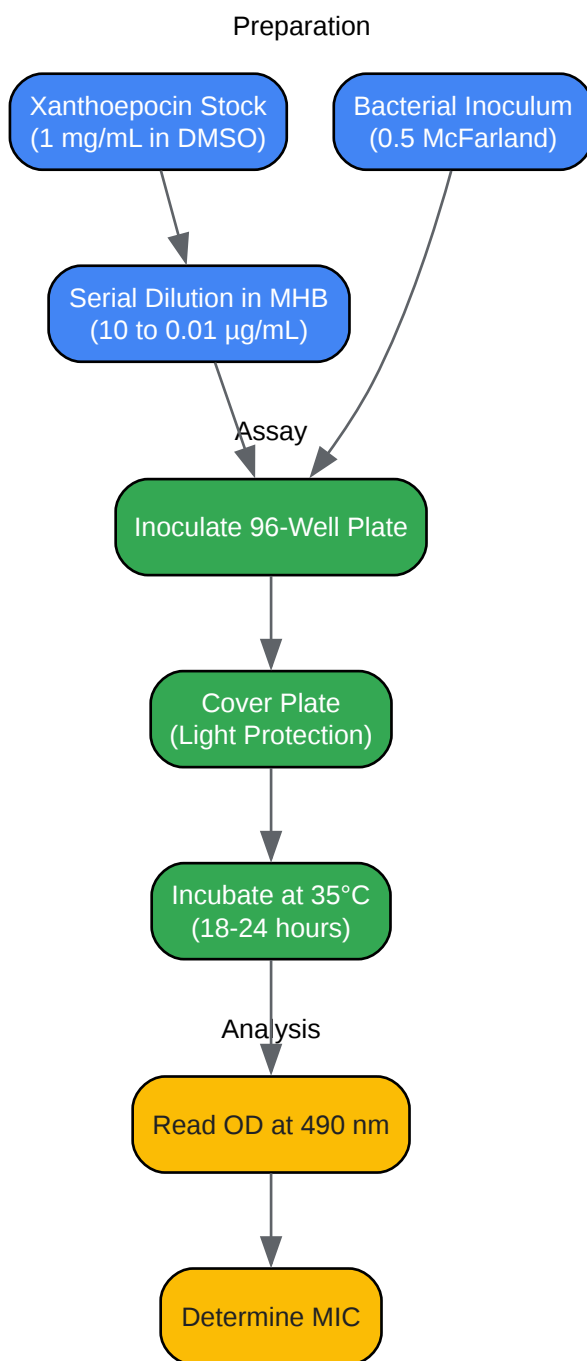 Preparation
Xanthoepocin Stock
(1 mg/mL in DMSO)
Bacterial Inoculum
(0.5 McFarland)
Serial Dilution in MHB
(10 to 0.01 µg/mL)
Assay
Inoculate 96-Well Plate
Cover Plate
(Light Protection)
Incubate at 35°C
(18-24 hours)
Analysis
Read OD at 490 nm
Determine MIC